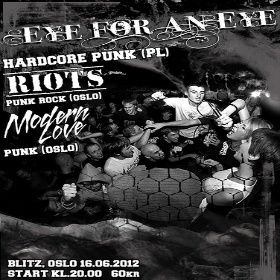 EYE FOR AN EYE
HARDCORE PUNK (PL)
RIOTS
PUNK ROCK (OSLO)
Modern
Love
PUNK (OSLO)
BLITZ, OSLO 16.06.2012
START KL.20.00 60KR